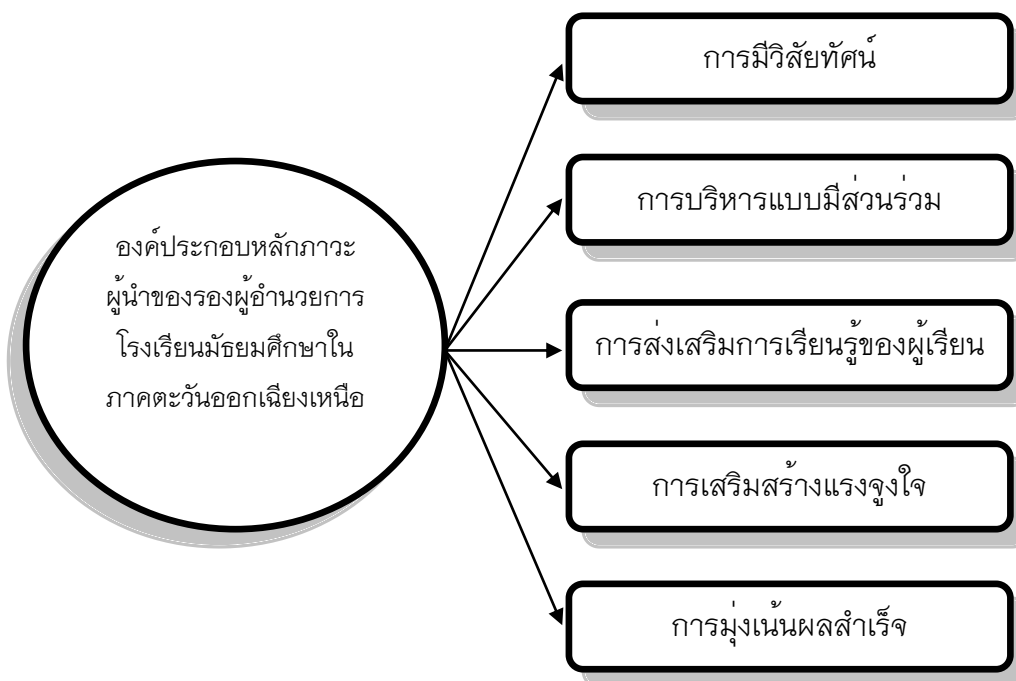 องค์ประกอบหลักภาวะ
ผู้นำของรองผู้อำนวยการ
โรงเรียนมัธยมศึกษาใน
ภาคตะวันออกเฉียงเหนือ
การมีวิสัยทัศน์
การบริหารแบบมีส่วนร่วม
การส่งเสริมการเรียนรู้ของผู้เรียน
การเสริมสร้างแรงจูงใจ
การมุ่งเน้นผลสำเร็จ